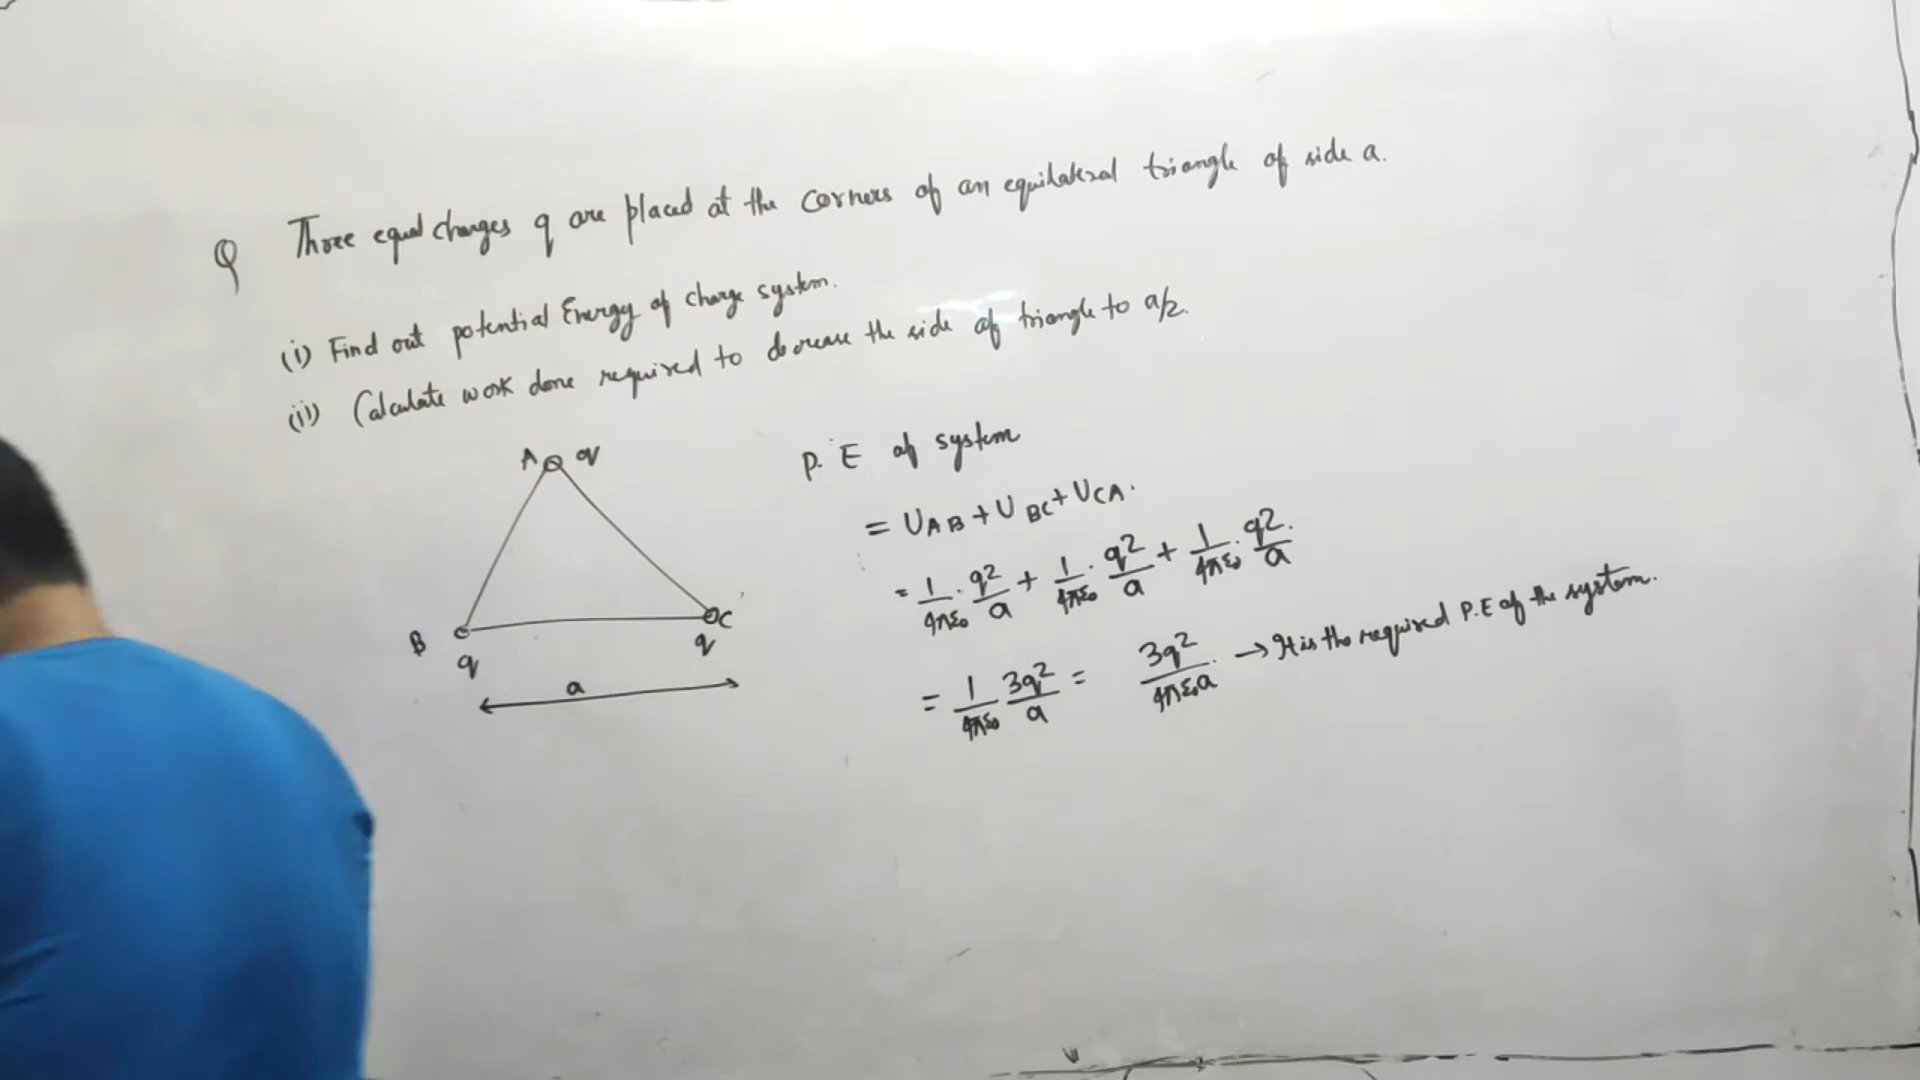 Q Three equal charges q are placed at the corners of an equilateral triangle of side a.
(i) Find out potential Energy of charge system.
(ii) Calculate work done required to decrease the side of triangle to a/2.
A q
B q
C q
a
P.E of system
= UAB + UBC + UCA.
= 1/4πε₀ . q2/a + 1/4πε₀ . q2/a + 1/4πε₀ . q2/a
= 1/4πε₀ 3q2/a = 3q2/4πε₀a. → It is the required P.E of the system.